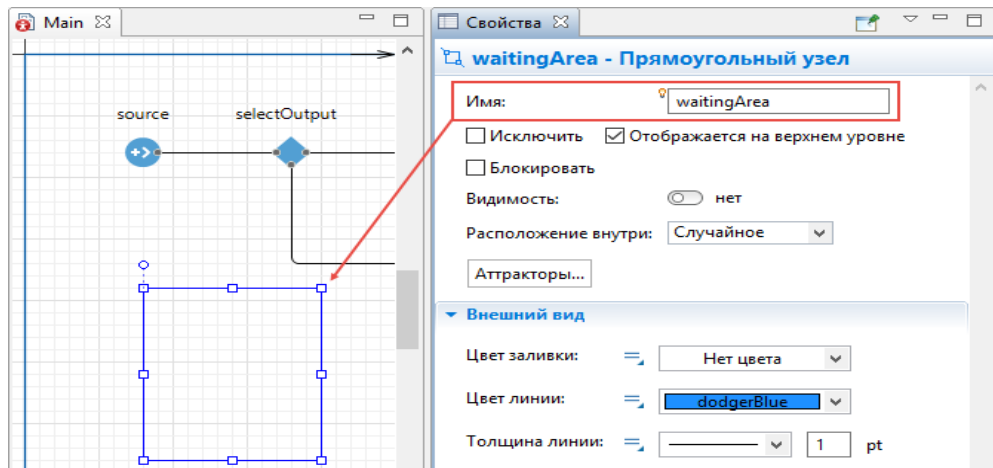 Main
source
selectOutput
Свойства
waitingArea - Прямоугольный узел
Имя:
waitingArea
Исключить
Отображается на верхнем уровне
Блокировать
Видимость:
нет
Расположение внутри:
Случайное
Аттракторы...
Внешний вид
Цвет заливки:
Нет цвета
Цвет линии:
dodgerBlue
Толщина линии:
1
pt